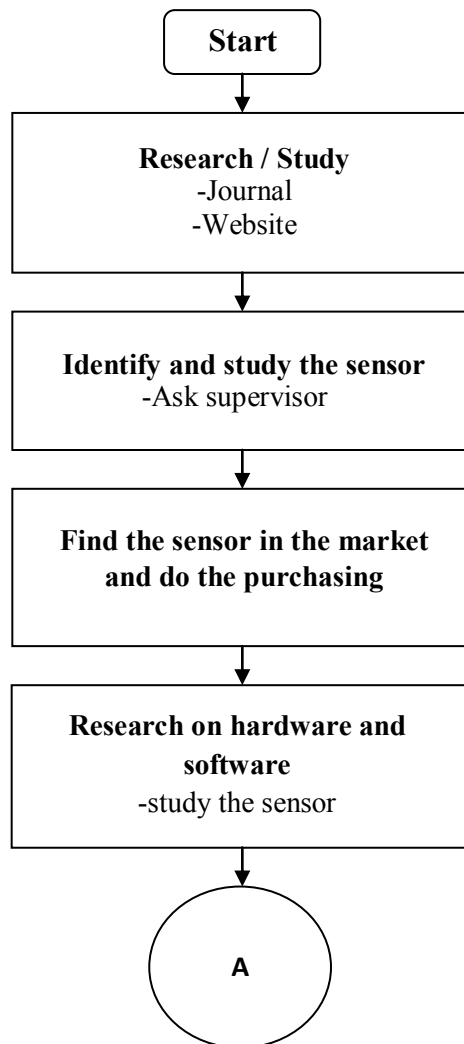 Start
Research / Study
-Journal
-Website
Identify and study the sensor
-Ask supervisor
Find the sensor in the market
and do the purchasing
Research on hardware and
software
-study the sensor
A